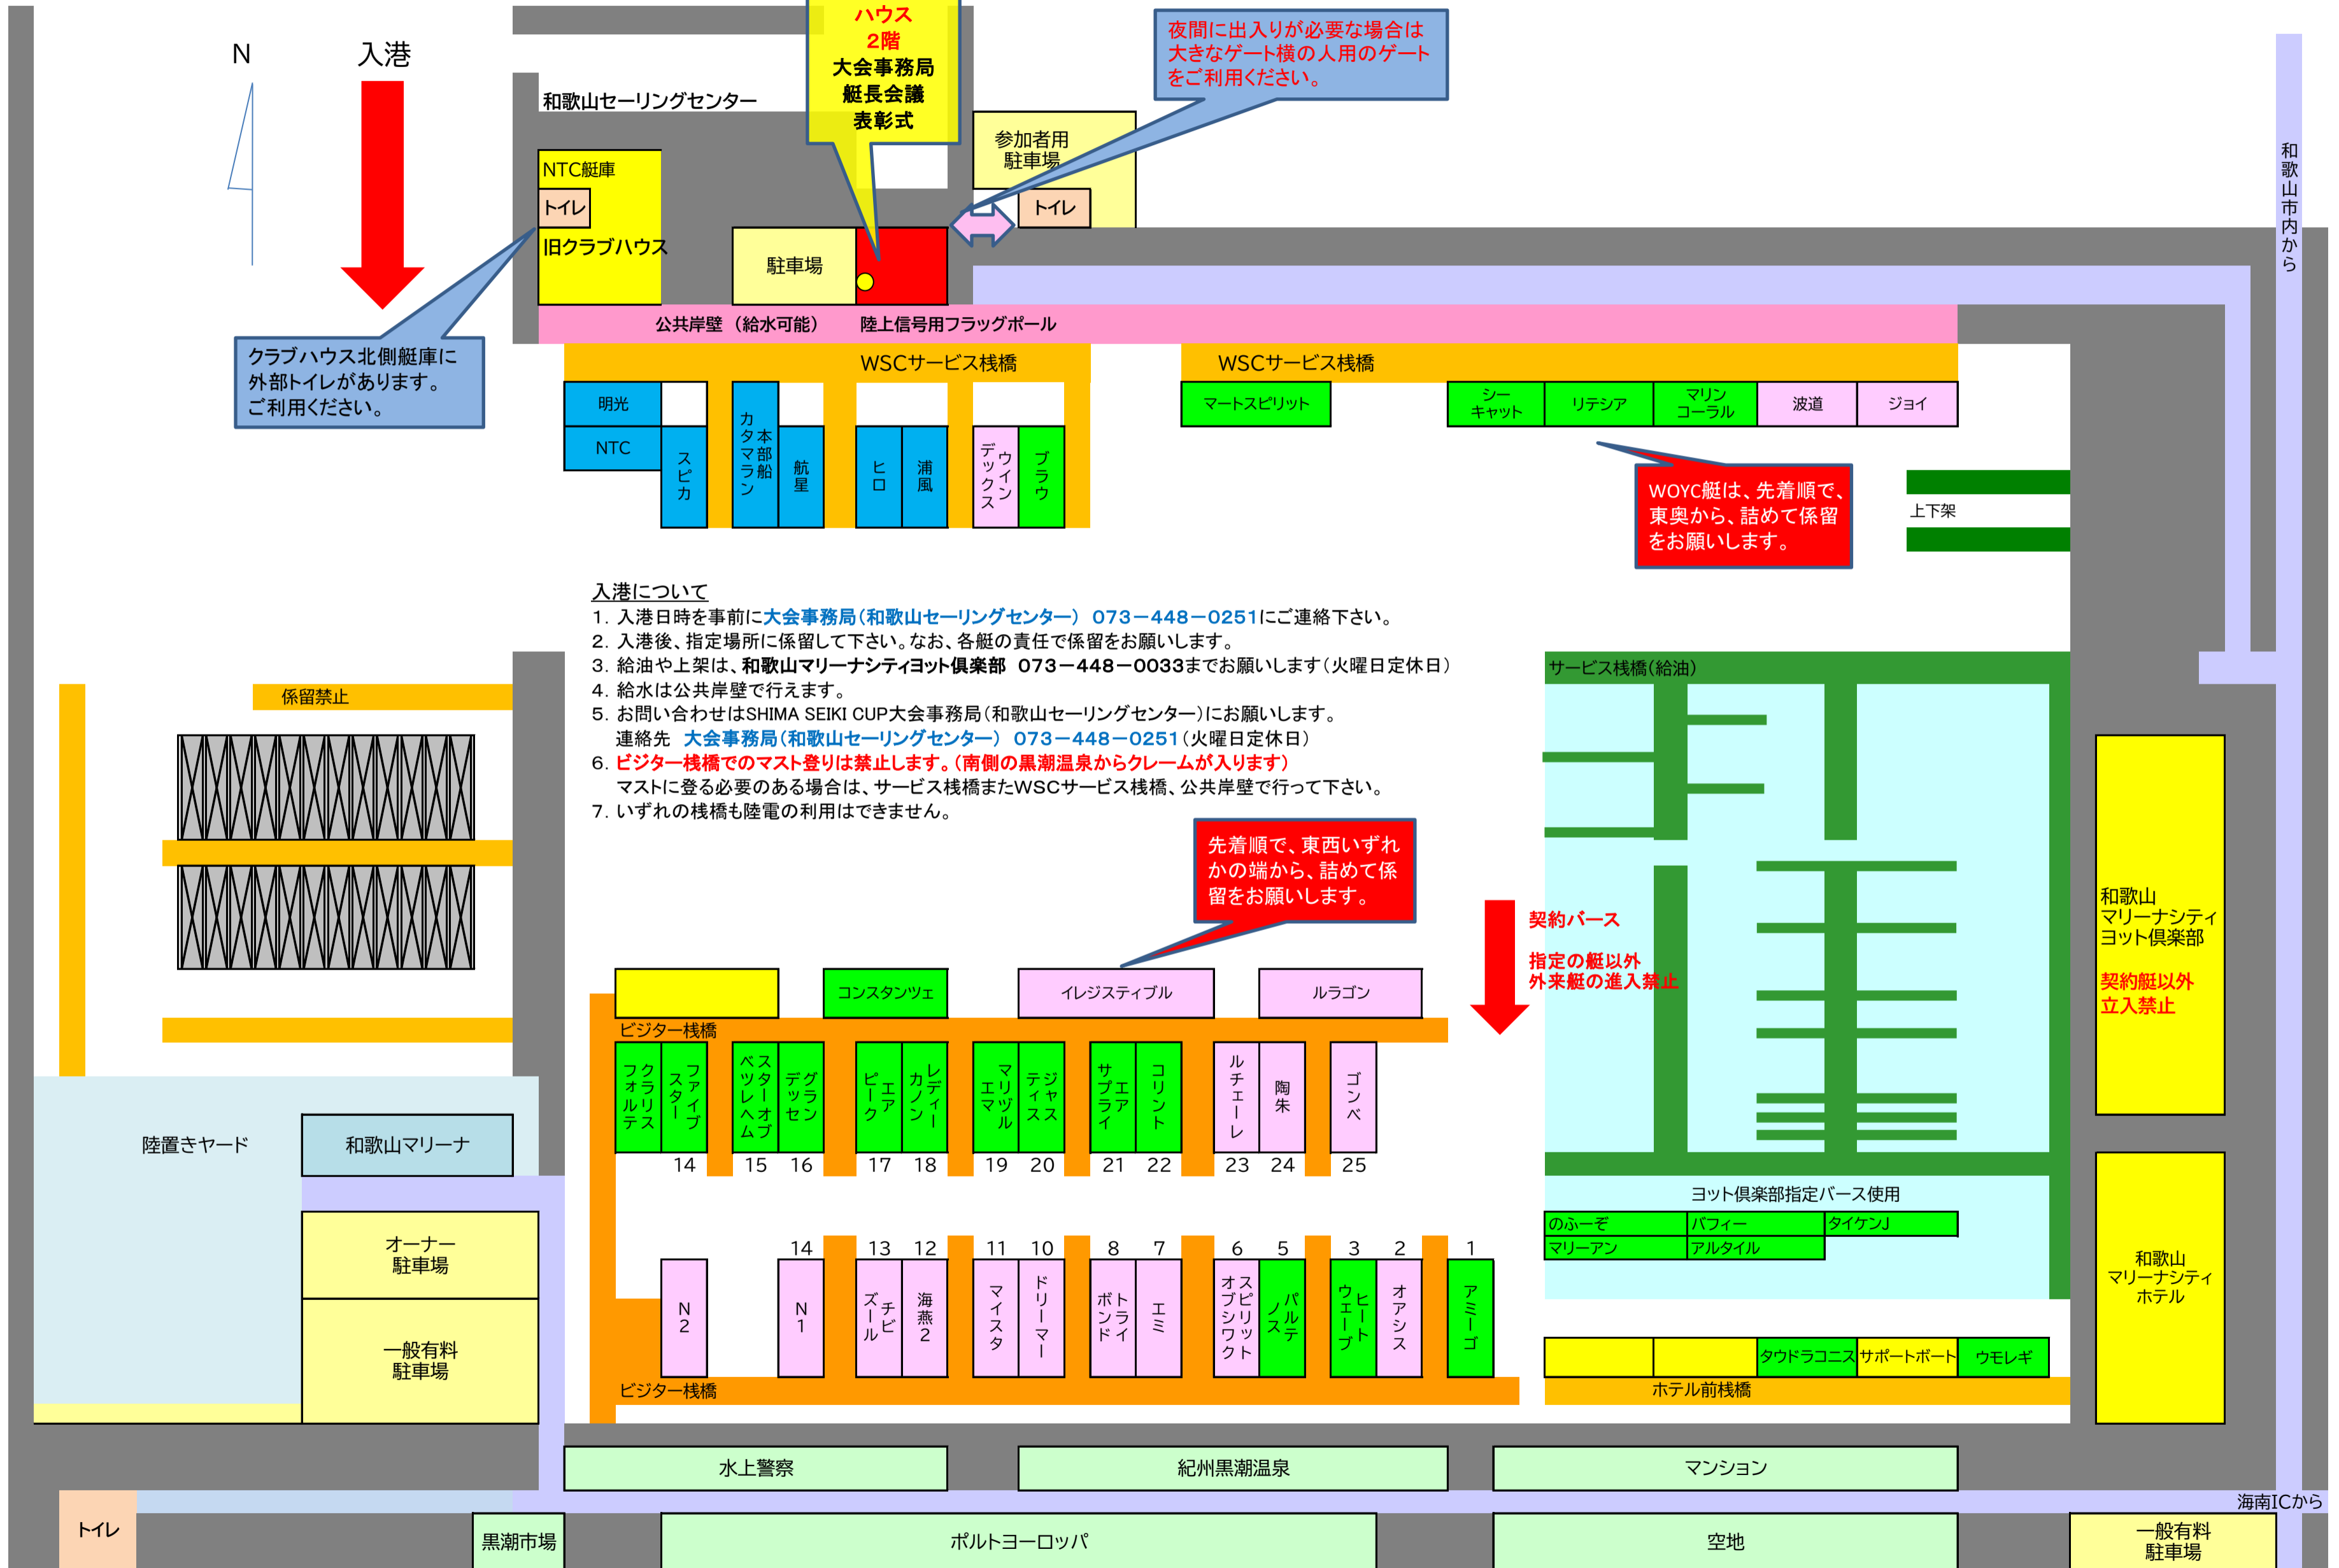 ハウス
2階
大会事務局
艇長会議
表彰式
夜間に出入りが必要な場合は
大きなゲート横の人用のゲート
をご利用ください。
N
入港
和歌山セーリングセンター
参加者用
駐車場
NTC艇庫
トイレ
トイレ
旧クラブハウス
駐車場
和歌山市内から
公共岸壁（給水可能）
陸上信号用フラッグポール
クラブハウス北側艇庫に
外部トイレがあります。
ご利用ください。
WSCサービス桟橋
WSCサービス桟橋
明光
NTC
スピカ
本部船
カタマラン
航星
ヒロ
浦風
ウイン
デックス
ブラウ
マートスピリット
シー
キャット
リテシア
マリン
コーラル
波道
ジョイ
WOYC艇は、先着順で、
東奥から、詰めて係留
をお願いします。
上下架
入港について
1. 入港日時を事前に大会事務局（和歌山セーリングセンター） 073－448－0251にご連絡下さい。
2. 入港後、指定場所に係留して下さい。なお、各艇の責任で係留をお願いします。
3. 給油や上架は、和歌山マリーナシティヨット倶楽部 073－448－0033までお願いします（火曜日定休日）
4. 給水は公共岸壁で行えます。
5. お問い合わせはSHIMA SEIKI CUP大会事務局（和歌山セーリングセンター）にお願いします。
連絡先 大会事務局（和歌山セーリングセンター） 073－448－0251（火曜日定休日）
6. ビジター桟橋でのマスト登りは禁止します。（南側の黒潮温泉からクレームが入ります）
マストに登る必要のある場合は、サービス桟橋またWSCサービス桟橋、公共岸壁で行って下さい。
7. いずれの桟橋も陸電の利用はできません。
係留禁止
サービス桟橋（給油）
先着順で、東西いずれ
かの端から、詰めて係
留をお願いします。
契約バース
指定の艇以外
外来艇の進入禁止
和歌山
マリーナシティ
ヨット倶楽部
契約艇以外
立入禁止
コンスタンツェ
イレジスティブル
ルラゴン
ビジター桟橋
クラリス
フォルテ
ファイブ
スター
スターオブ
ベツレヘム
グラン
デッセ
エア
ピーク
レディー
カノン
マリヅル
エマ
ジャス
ティス
エア
サプライ
コリント
ルチェーレ
陶朱
ゴンベ
14
15
16
17
18
19
20
21
22
23
24
25
陸置きヤード
和歌山マリーナ
オーナー
駐車場
一般有料
駐車場
14
13
12
11
10
8
7
6
5
3
2
1
N2
N1
チビ
ズール
海燕2
マイスタ
ドリーマー
トライ
ボンド
エミ
スピリット
オブシワク
パルテ
ノス
ヒート
ウェーブ
オアシス
アミーゴ
ビジター桟橋
ヨット倶楽部指定バース使用
のふーぞ
バフィー
タイケンJ
マリーアン
アルタイル
タウドラコニス
サポートボート
ウモレギ
ホテル前桟橋
和歌山
マリーナシティ
ホテル
水上警察
紀州黒潮温泉
マンション
海南ICから
トイレ
黒潮市場
ポルトヨーロッパ
空地
一般有料
駐車場